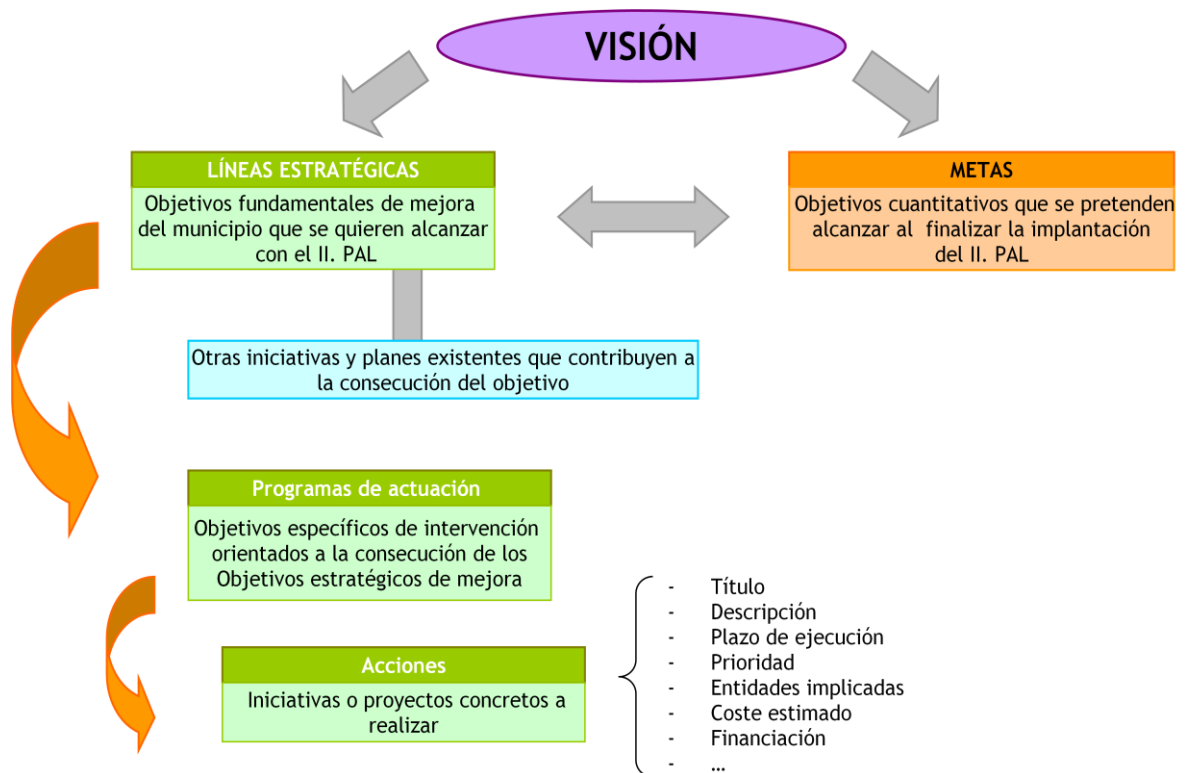 VISIÓN
LÍNEAS ESTRATÉGICAS
Objetivos fundamentales de mejora
del municipio que se quieren alcanzar
con el II. PAL
METAS
Objetivos cuantitativos que se pretenden
alcanzar al finalizar la implantación
del II. PAL
Otras iniciativas y planes existentes que contribuyen a
la consecución del objetivo
Programas de actuación
Objetivos específicos de intervención
orientados a la consecución de los
Objetivos estratégicos de mejora
Acciones
Iniciativas o proyectos concretos a
realizar
- Título
- Descripción
- Plazo de ejecución
- Prioridad
- Entidades implicadas
- Coste estimado
- Financiación
- …